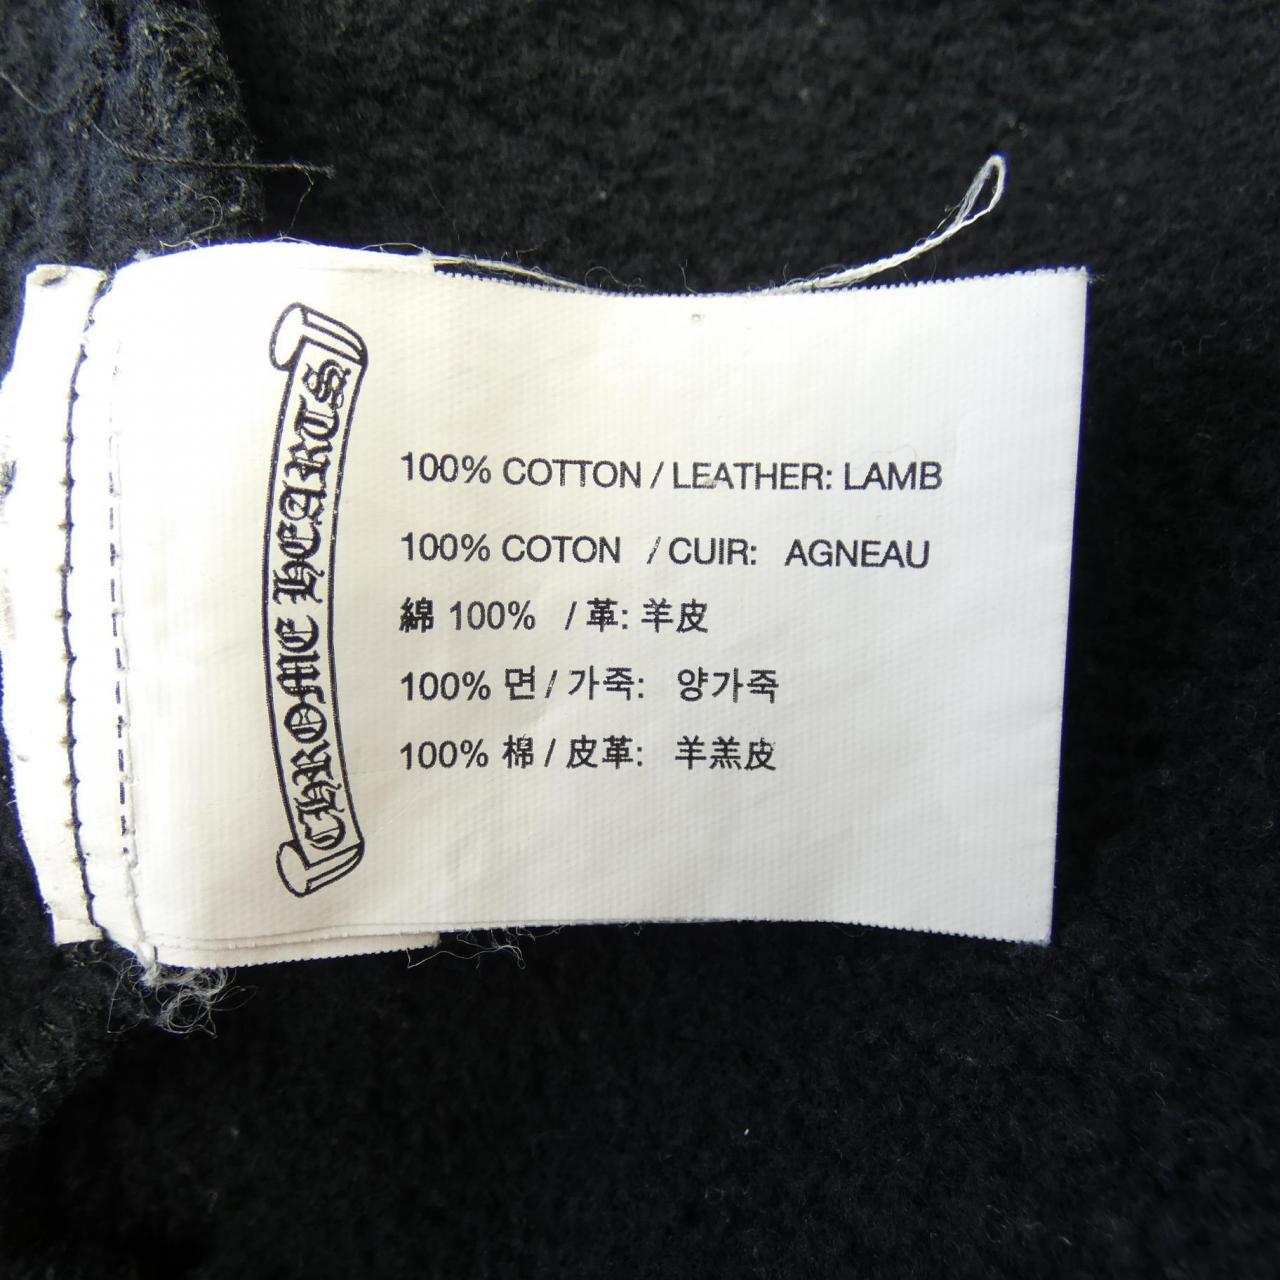 CHROME HEARTS
100% COTTON / LEATHER: LAMB
100% COTON / CUIR: AGNEAU
綿 100% / 革: 羊皮
100% 면 / 가죽: 양가죽
100% 棉 / 皮革: 羊羔皮